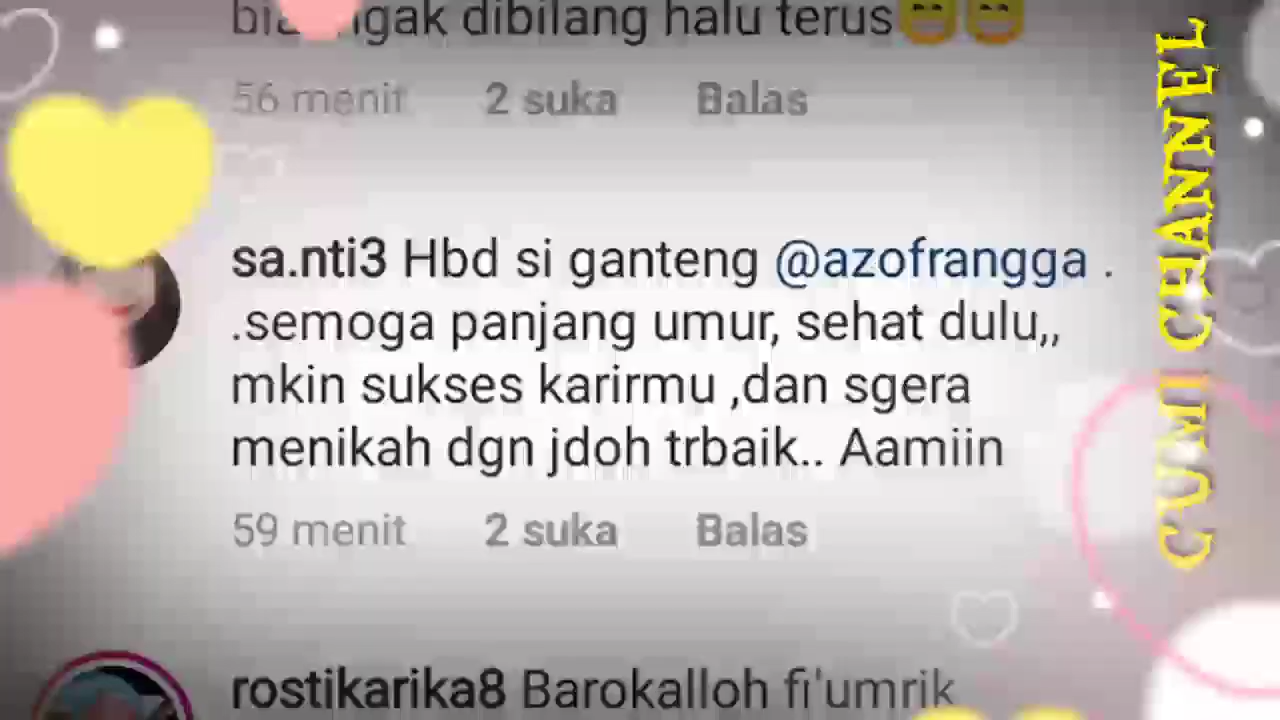 ngak dibilang halu terus
56 menit 2 suka Balas
sa.nti3 Hbd si ganteng @azofrangga .
.semoga panjang umur, sehat dulu,,
mkin sukses karirmu ,dan sgera
menikah dgn jdoh trbaik.. Aamiin
59 menit 2 suka Balas
rostikarika8 Barokalloh fi'umrik
CUMI CHANNEL